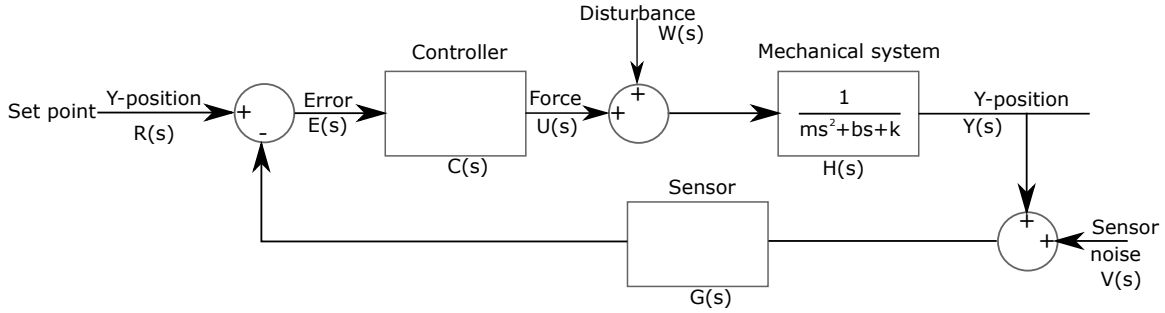 Disturbance
W(s)
Controller
Mechanical system
Set point
Y-position
R(s)
+
-
Error
E(s)
C(s)
Force
U(s)
+
+
1
ms²+bs+k
H(s)
Y-position
Y(s)
Sensor
G(s)
+
+
Sensor
noise
V(s)